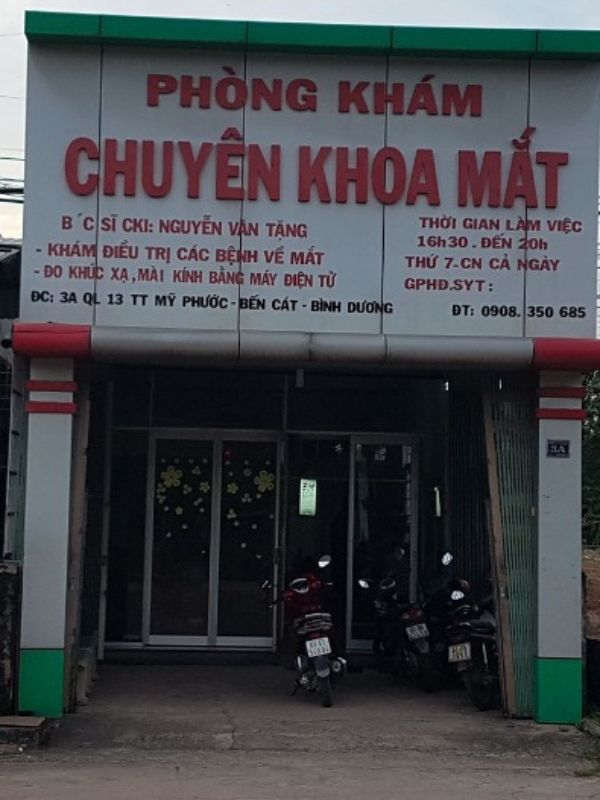 PHÒNG KHÁM
CHUYÊN KHOA MẮT
B´C SĨ CKI: NGUYỄN VĂN TẶNG
- KHÁM ĐIỀU TRỊ CÁC BỆNH VỀ MẮT
- ĐO KHÚC XẠ, MÀI KÍNH BẰNG MÁY ĐIỆN TỬ
ĐC: 3A QL 13 TT MỸ PHƯỚC - BẾN CÁT - BÌNH DƯƠNG
THỜI GIAN LÀM VIỆC
16h30 . ĐẾN 20h
THỨ 7-CN CẢ NGÀY
GPHĐ.SYT :
ĐT: 0908. 350 685
3A